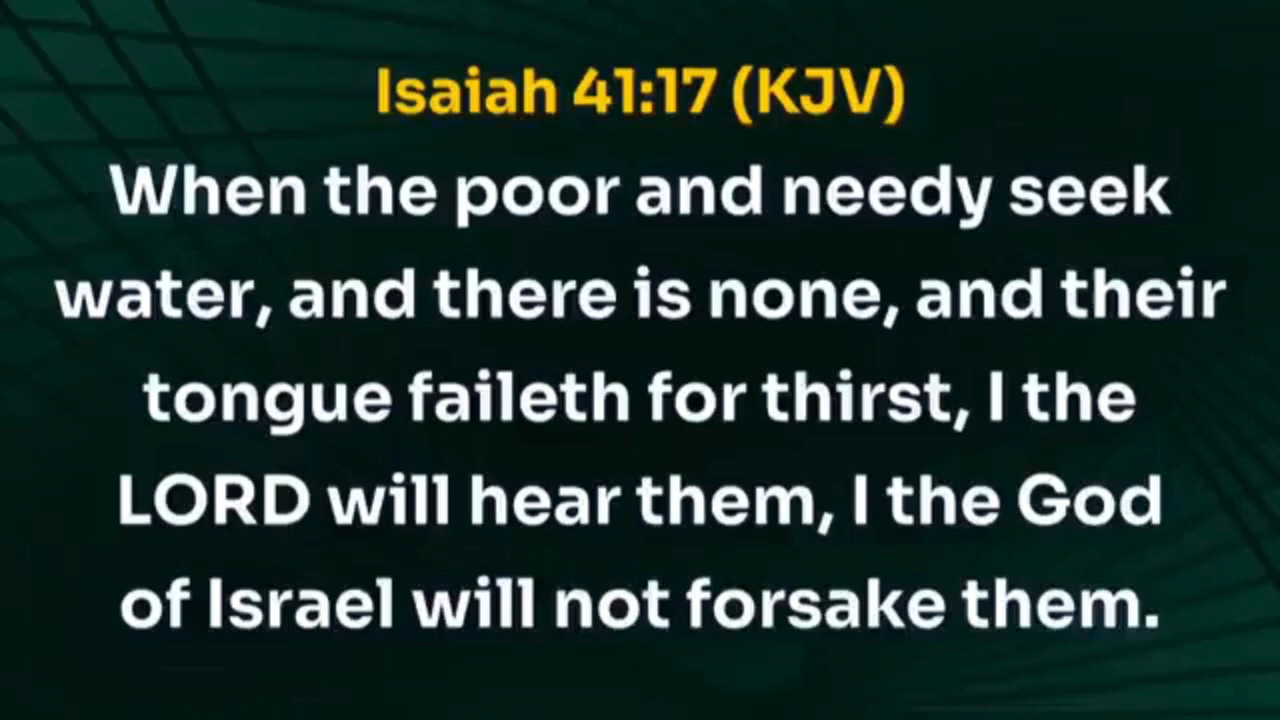 Isaiah 41:17 (KJV)
When the poor and needy seek
water, and there is none, and their
tongue faileth for thirst, I the
LORD will hear them, I the God
of Israel will not forsake them.